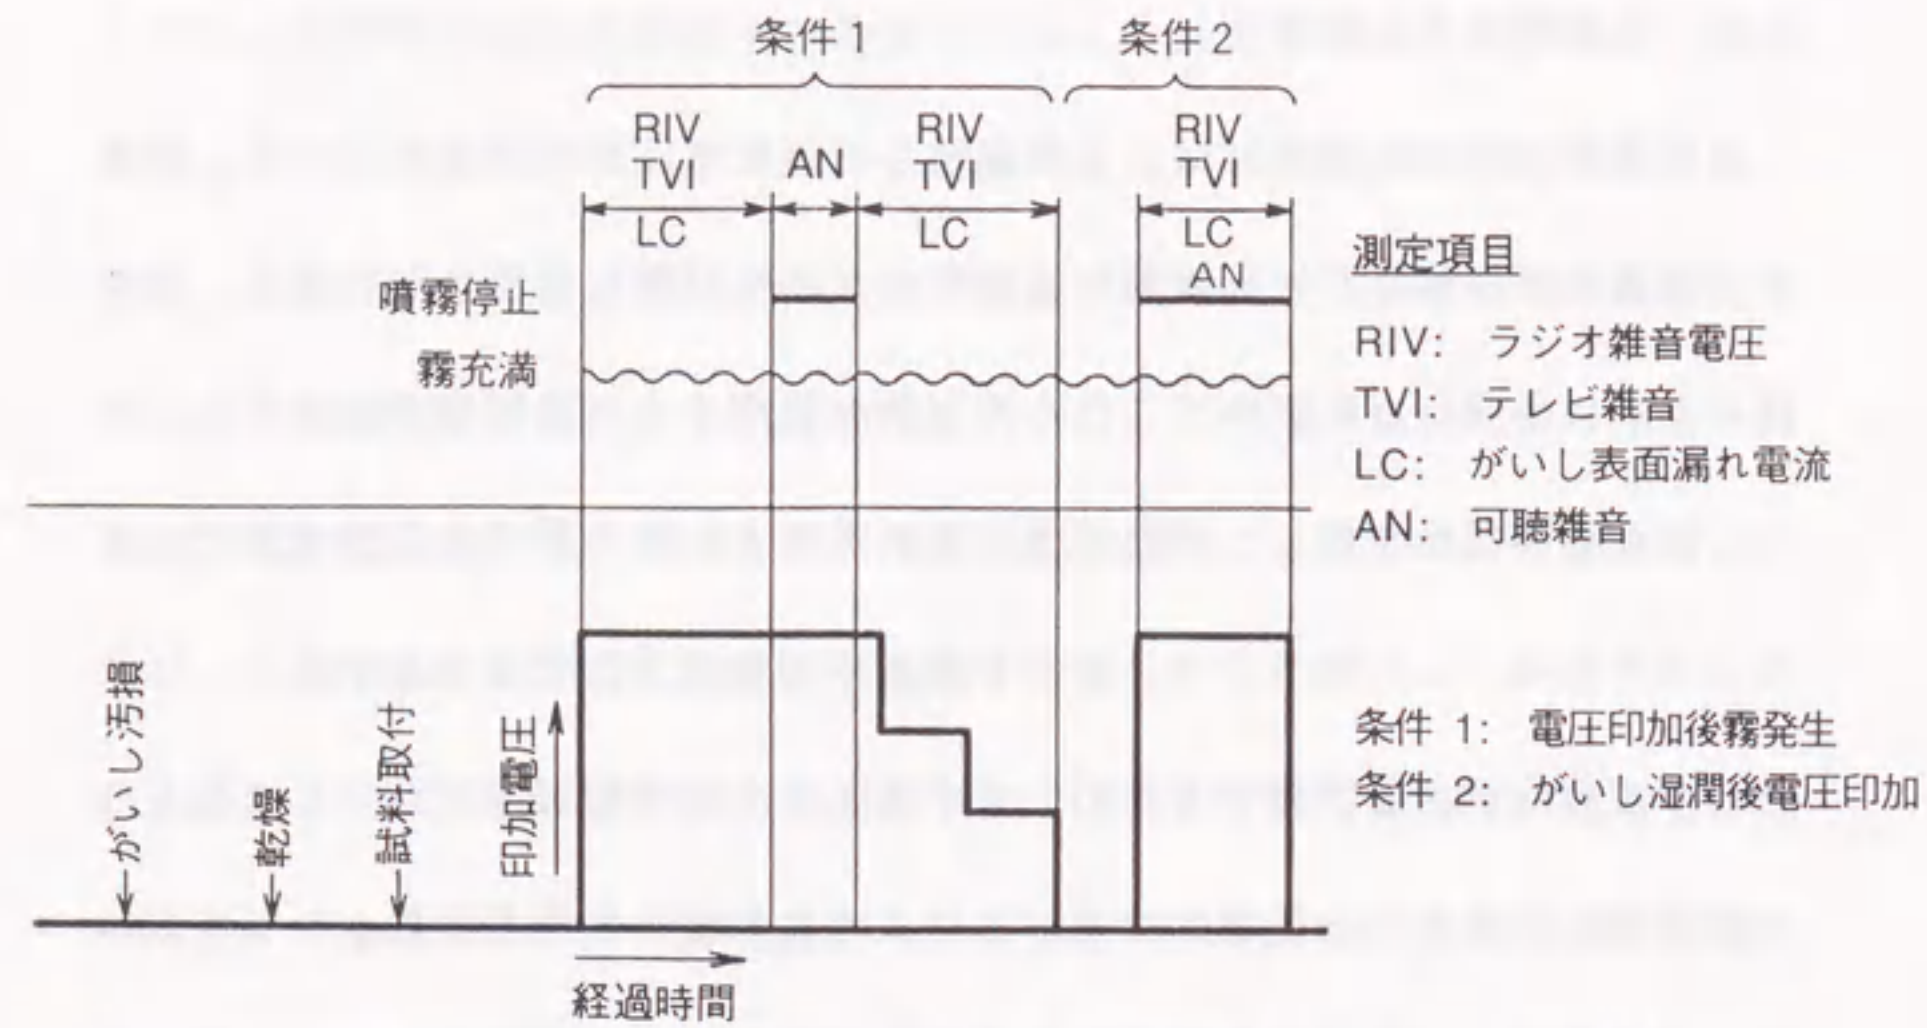 条件1
条件2
RIV
TVI
LC
AN
RIV
TVI
LC
RIV
TVI
LC
AN
噴霧停止
霧充満
測定項目
RIV: ラジオ雑音電圧
TVI: テレビ雑音
LC: がいし表面漏れ電流
AN: 可聴雑音
がいし汚損
乾燥
試料取付
印加電圧
条件 1: 電圧印加後霧発生
条件 2: がいし湿潤後電圧印加
経過時間